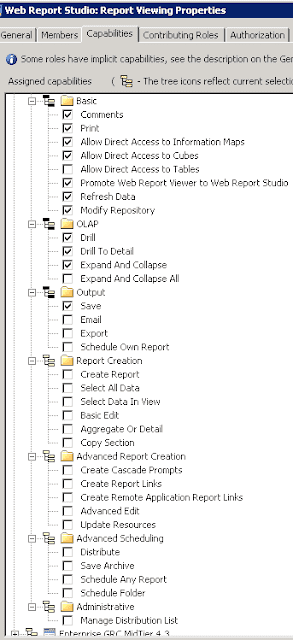 Web Report Studio: Report Viewing Properties
General Members Capabilities Contributing Roles Authorization
Some roles have implicit capabilities, see the description on the Gen
Assigned capabilities ( - The tree icons reflect current selectio
Basic
Comments
Print
Allow Direct Access to Information Maps
Allow Direct Access to Cubes
Allow Direct Access to Tables
Promote Web Report Viewer to Web Report Studio
Refresh Data
Modify Repository
OLAP
Drill
Drill To Detail
Expand And Collapse
Expand And Collapse All
Output
Save
Email
Export
Schedule Own Report
Report Creation
Create Report
Select All Data
Select Data In View
Basic Edit
Aggregate Or Detail
Copy Section
Advanced Report Creation
Create Cascade Prompts
Create Report Links
Create Remote Application Report Links
Advanced Edit
Update Resources
Advanced Scheduling
Distribute
Save Archive
Schedule Any Report
Schedule Folder
Administrative
Manage Distribution List
Enterprise GRC MidTier 4.3